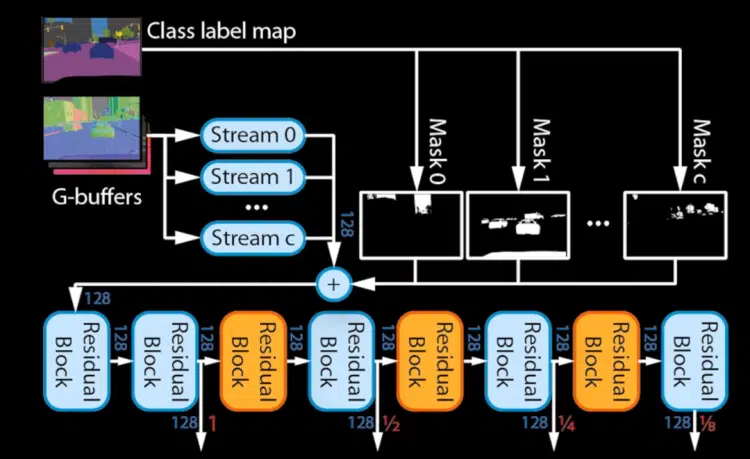 Class label map
G-buffers
Stream 0
Stream 1
...
Stream c
Mask 0
Mask 1
...
Mask c
128
+
128
Residual Block
128
Residual Block
128
Residual Block
128
Residual Block
128
Residual Block
128
Residual Block
128
Residual Block
128
Residual Block
128 1
128 ½
128 ¼
128 ⅛